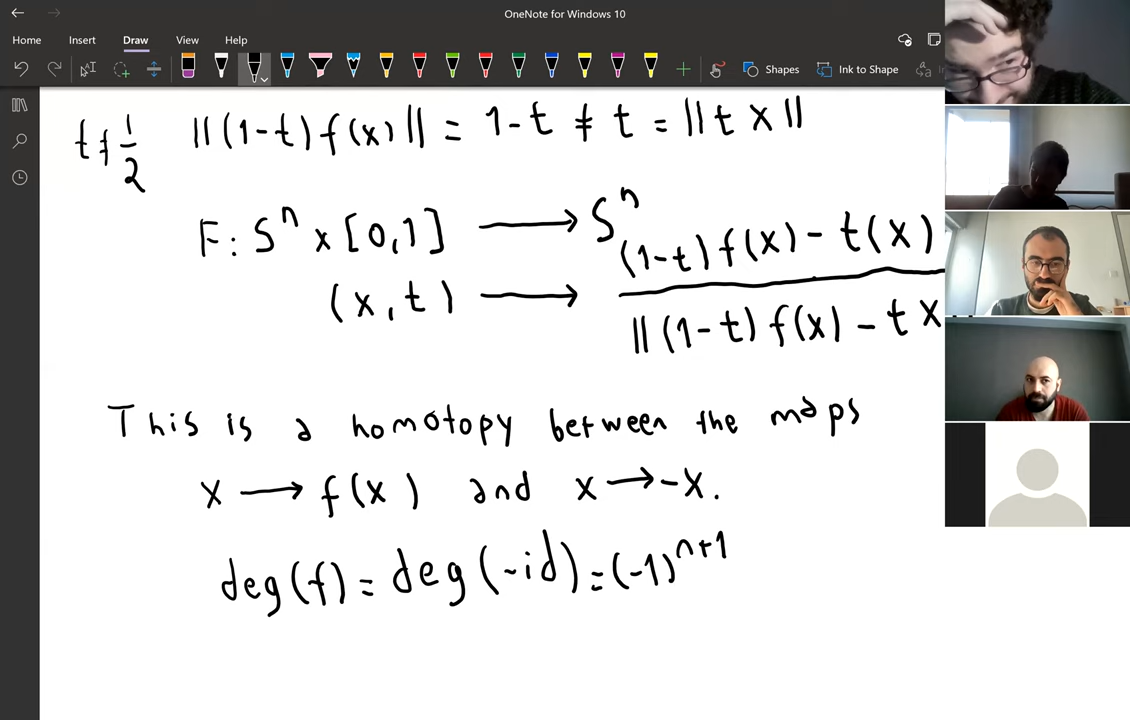 OneNote for Windows 10
Home Insert Draw View Help
Shapes Ink to Shape
t ≠ 1/2 ||(1-t) f(x)|| = 1-t ≠ t = ||t x||
F: S^n x [0,1] ⟶ S^n
(x,t) ⟶ (1-t) f(x) - t(x) / ||(1-t) f(x) - t x
This is a homotopy between the maps
x ⟶ f(x) and x ⟶ -x.
deg(f) = deg(-id) = (-1)^n+1